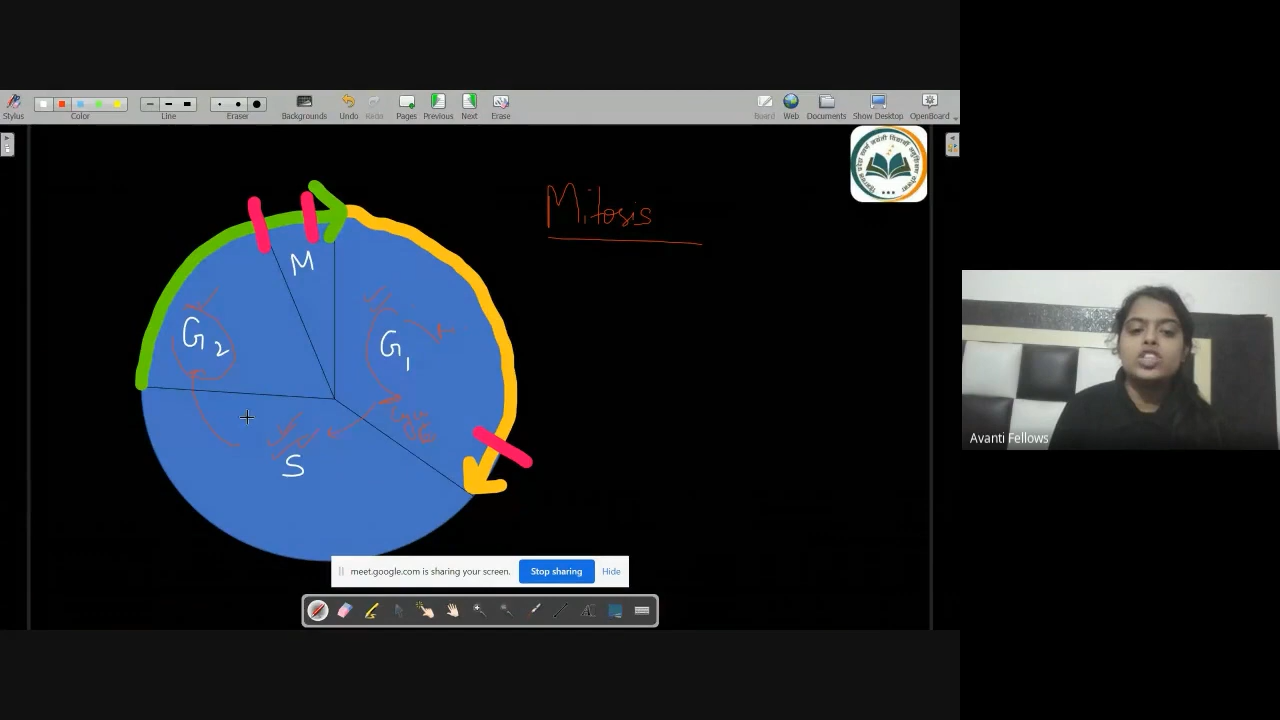 Stylus
Color
Line
Eraser
Backgrounds
Undo
Redo
Pages
Previous
Next
Erase
Board
Web
Documents
Show Desktop
OpenBoard
Mitosis
M
G2
G1
S
Avanti Fellows
meet.google.com is sharing your screen.
Stop sharing
Hide